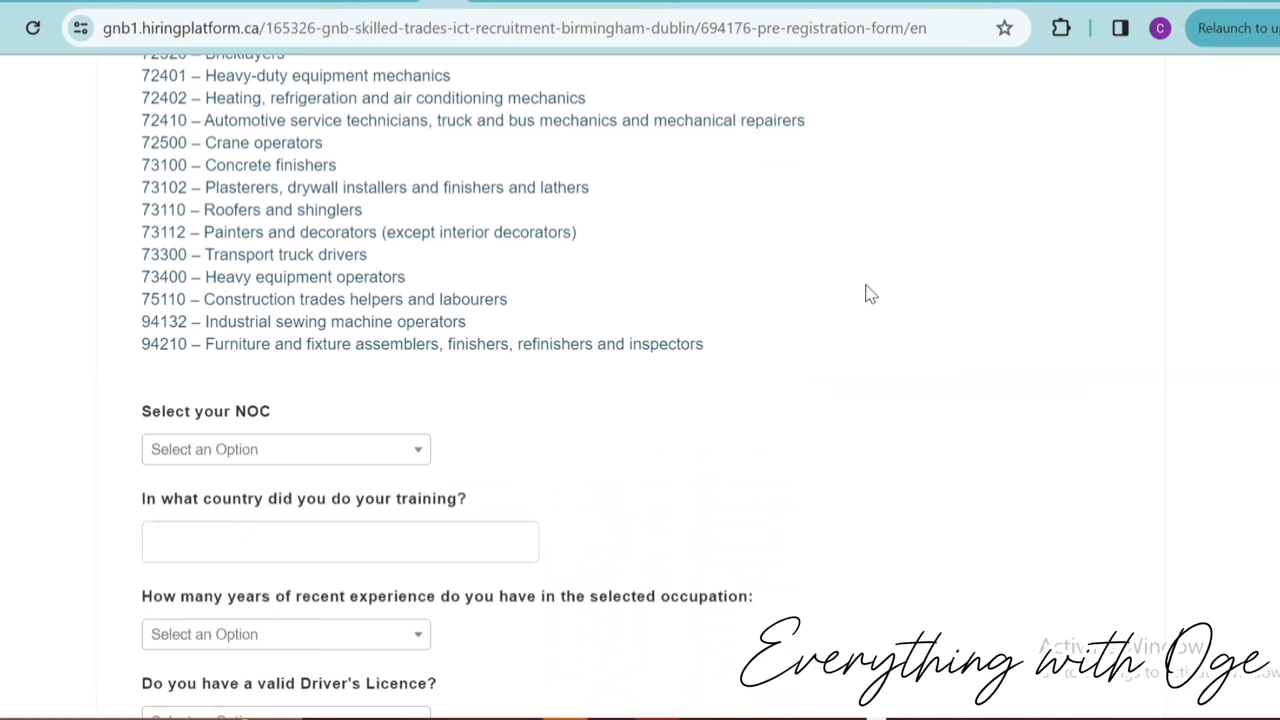 gnb1.hiringplatform.ca/165326-gnb-skilled-trades-ict-recruitment-birmingham-dublin/694176-pre-registration-form/en
C
Relaunch to u
72320 – Bricklayers
72401 – Heavy-duty equipment mechanics
72402 – Heating, refrigeration and air conditioning mechanics
72410 – Automotive service technicians, truck and bus mechanics and mechanical repairers
72500 – Crane operators
73100 – Concrete finishers
73102 – Plasterers, drywall installers and finishers and lathers
73110 – Roofers and shinglers
73112 – Painters and decorators (except interior decorators)
73300 – Transport truck drivers
73400 – Heavy equipment operators
75110 – Construction trades helpers and labourers
94132 – Industrial sewing machine operators
94210 – Furniture and fixture assemblers, finishers, refinishers and inspectors
Select your NOC
Select an Option
In what country did you do your training?
How many years of recent experience do you have in the selected occupation:
Select an Option
Everything with Oge
Do you have a valid Driver's Licence?